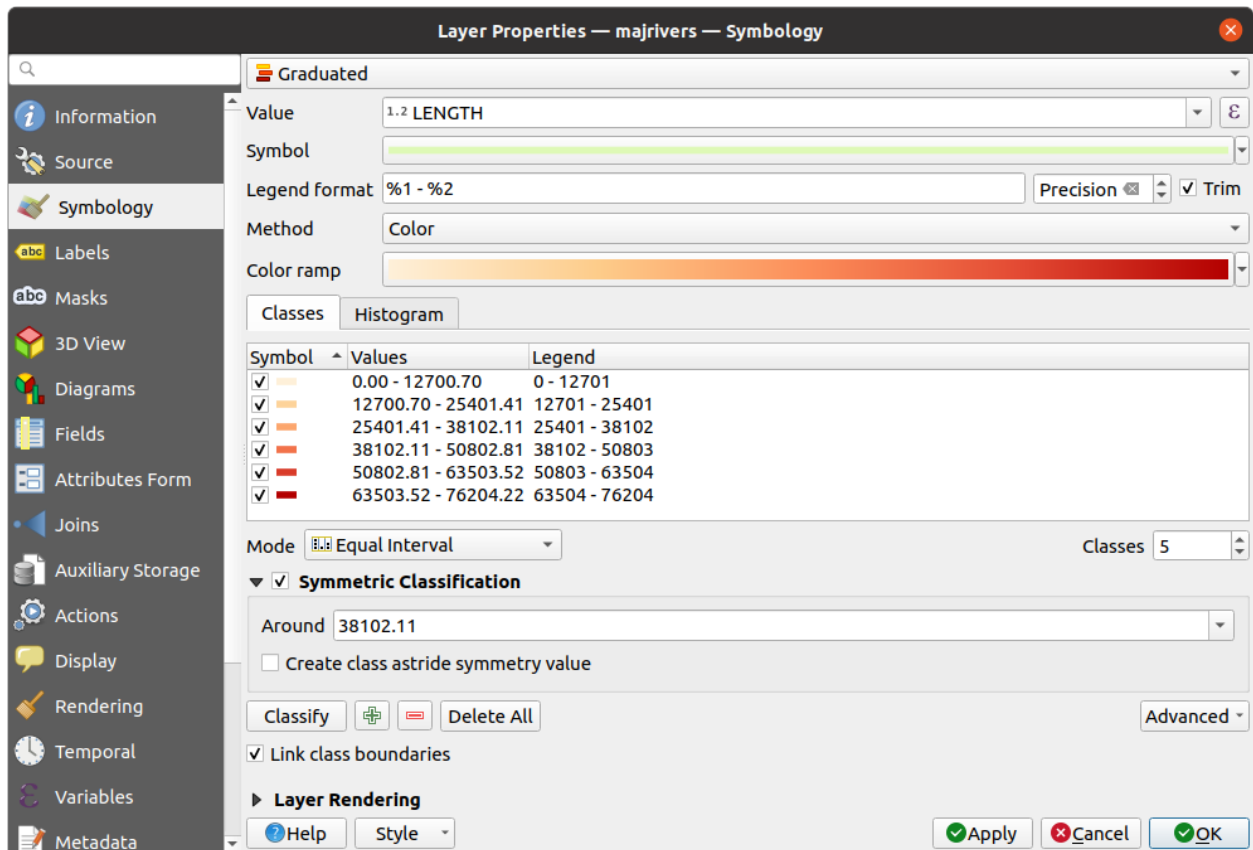 Layer Properties — majrivers — Symbology
Information
Source
Symbology
abc Labels
abc Masks
3D View
Diagrams
Fields
Attributes Form
Joins
Auxiliary Storage
Actions
Display
Rendering
Temporal
Variables
Metadata
Graduated
Value 1.2 LENGTH ε
Symbol
Legend format %1 - %2 Precision Trim
Method Color
Color ramp
Classes Histogram
Symbol Values Legend
0.00 - 12700.70 0 - 12701
12700.70 - 25401.41 12701 - 25401
25401.41 - 38102.11 25401 - 38102
38102.11 - 50802.81 38102 - 50803
50802.81 - 63503.52 50803 - 63504
63503.52 - 76204.22 63504 - 76204
Mode Equal Interval Classes 5
Symmetric Classification
Around 38102.11
Create class astride symmetry value
Classify Delete All Advanced
Link class boundaries
Layer Rendering
Help Style Apply Cancel OK